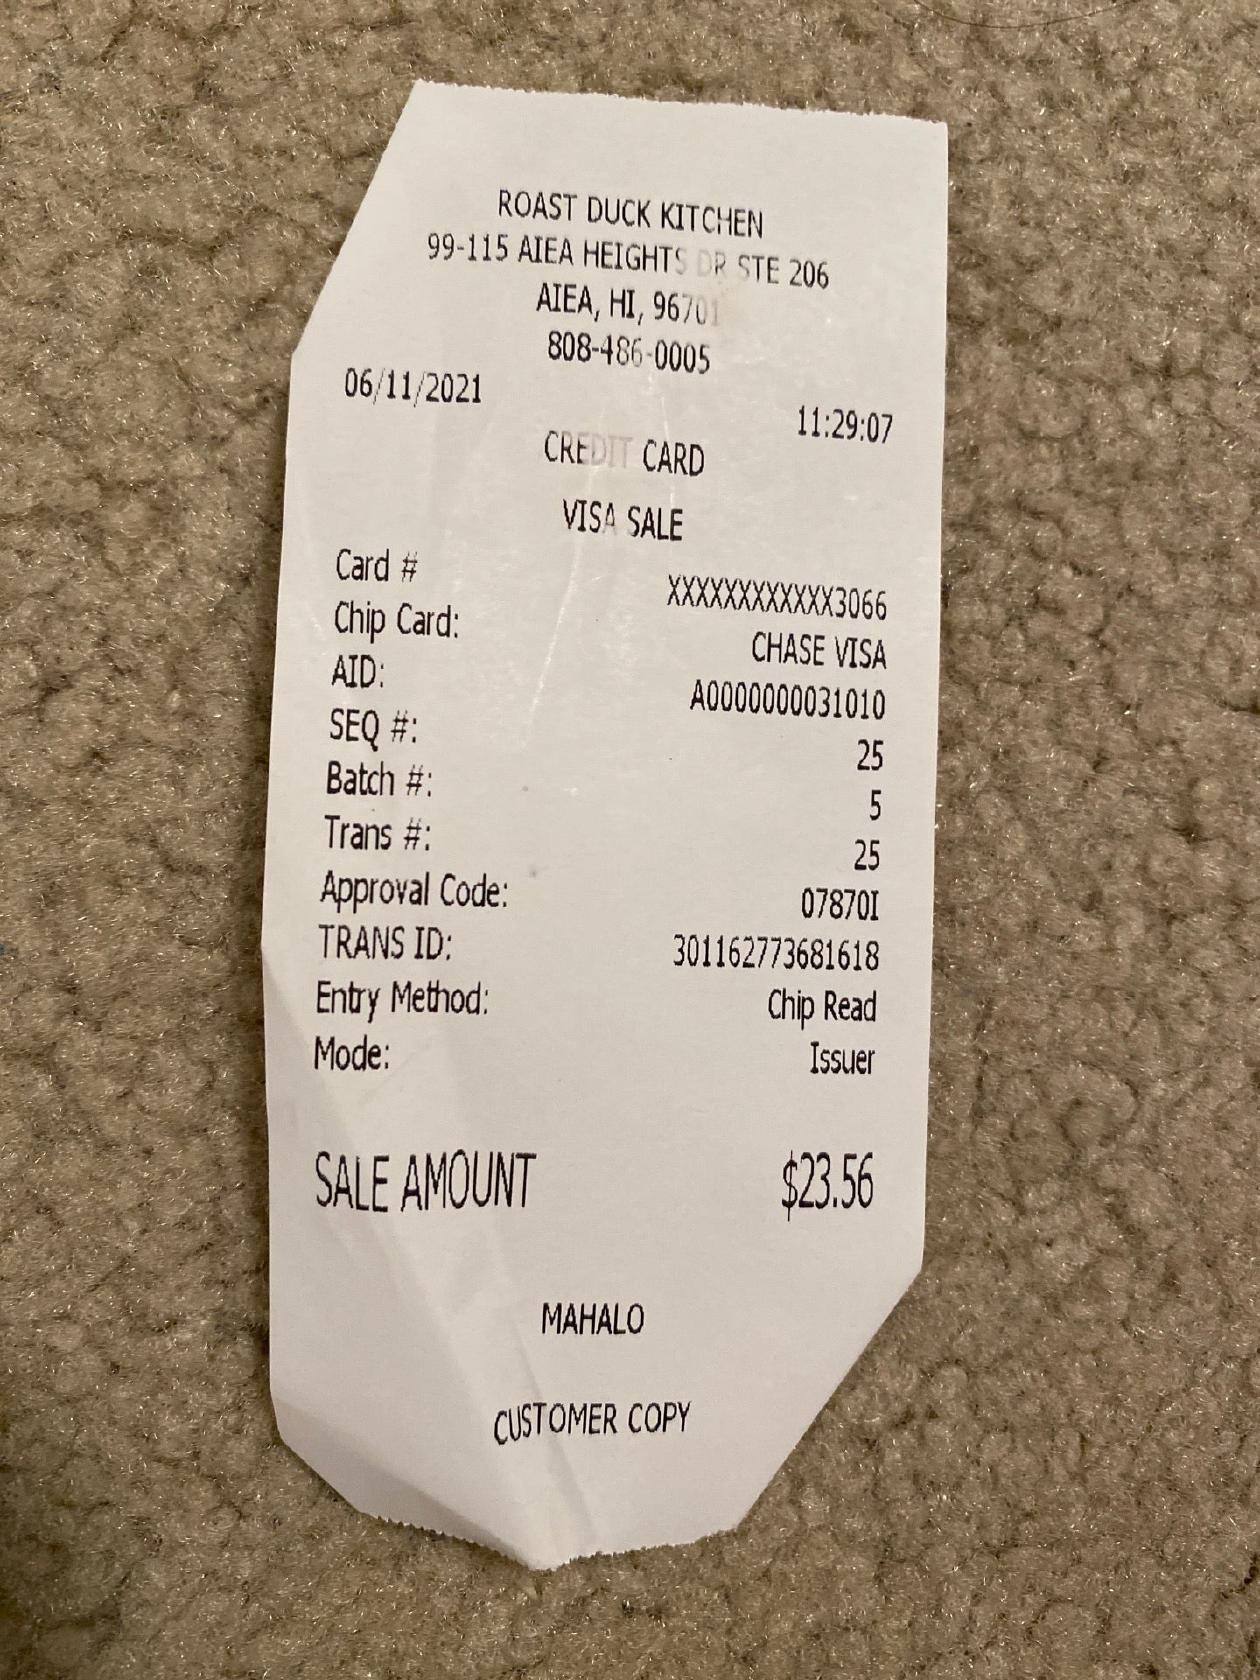 ROAST DUCK KITCHEN
99-115 AIEA HEIGHTS DR STE 206
AIEA, HI, 96701
808-486-0005
06/11/2021 11:29:07
CREDIT CARD
VISA SALE
Card # XXXXXXXXXXXX3066
Chip Card: CHASE VISA
AID: A0000000031010
SEQ #: 25
Batch #: 5
Trans #: 25
Approval Code: 07870I
TRANS ID: 301162773681618
Entry Method: Chip Read
Mode: Issuer
SALE AMOUNT $23.56
MAHALO
CUSTOMER COPY